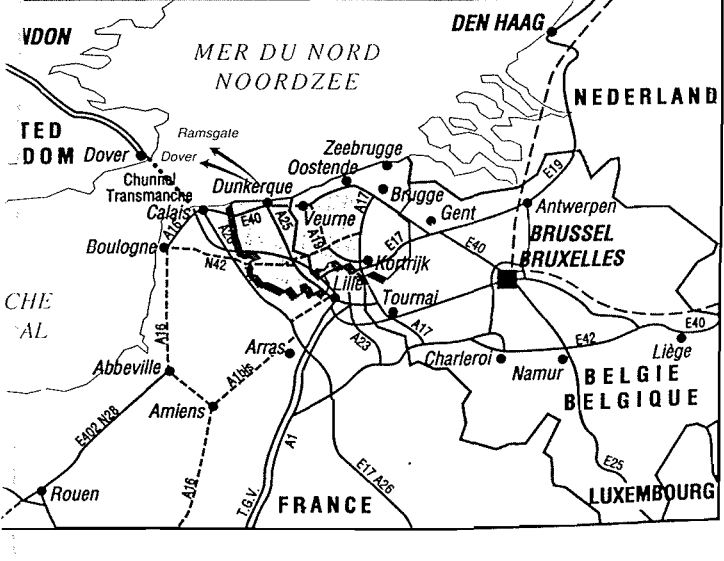 NDON
DEN HAAG
MER DU NORD
NOORDZEE
NEDERLAND
TED
DOM
Dover
Ramsgate
Dover
Chunnel
Transmanche
Zeebrugge
Oostende
Dunkerque
Brugge
E19
Calais
A16
A26
E40
A25
Veurne
A19
A17
Gent
E17
E40
Antwerpen
BRUSSEL
BRUXELLES
Boulogne
N42
Kortrijk
Lille
Tournai
CHE
AL
A16
A17
A23
E42
E40
Liège
Arras
Charleroi
Namur
Abbeville
A1bis
BELGIE
BELGIQUE
Amiens
E402 N28
A1
E17 A26
E25
A16
T.G.V.
Rouen
FRANCE
LUXEMBOURG